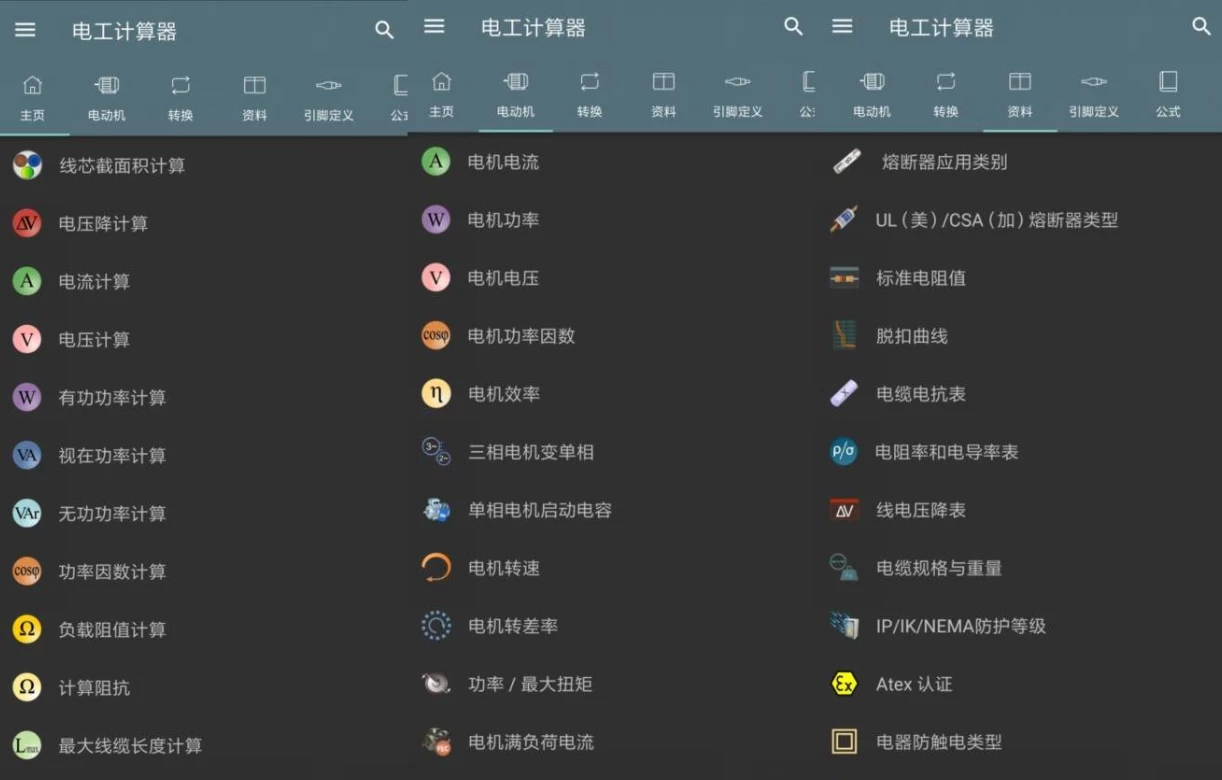 电工计算器
主页 电动机 转换 资料 引脚定义 公式
线芯截面积计算
ΔV 电压降计算
A 电流计算
V 电压计算
W 有功功率计算
VA 视在功率计算
VAr 无功功率计算
cosφ 功率因数计算
Ω 负载阻值计算
Ω 计算阻抗
Lmax 最大线缆长度计算
电工计算器
主页 电动机 转换 资料 引脚定义 公
A 电机电流
W 电机功率
V 电机电压
cosφ 电机功率因数
η 电机效率
3~ 2~ 三相电机变单相
单相电机启动电容
电机转速
电机转差率
功率 / 最大扭矩
电机满负荷电流
电工计算器
电动机 转换 资料 引脚定义 公式
熔断器应用类别
UL（美）/CSA（加）熔断器类型
标准电阻值
脱扣曲线
电缆电抗表
ρ/σ 电阻率和电导率表
ΔV 线电压降表
电缆规格与重量
IP/IK/NEMA防护等级
Ex Atex 认证
电器防触电类型